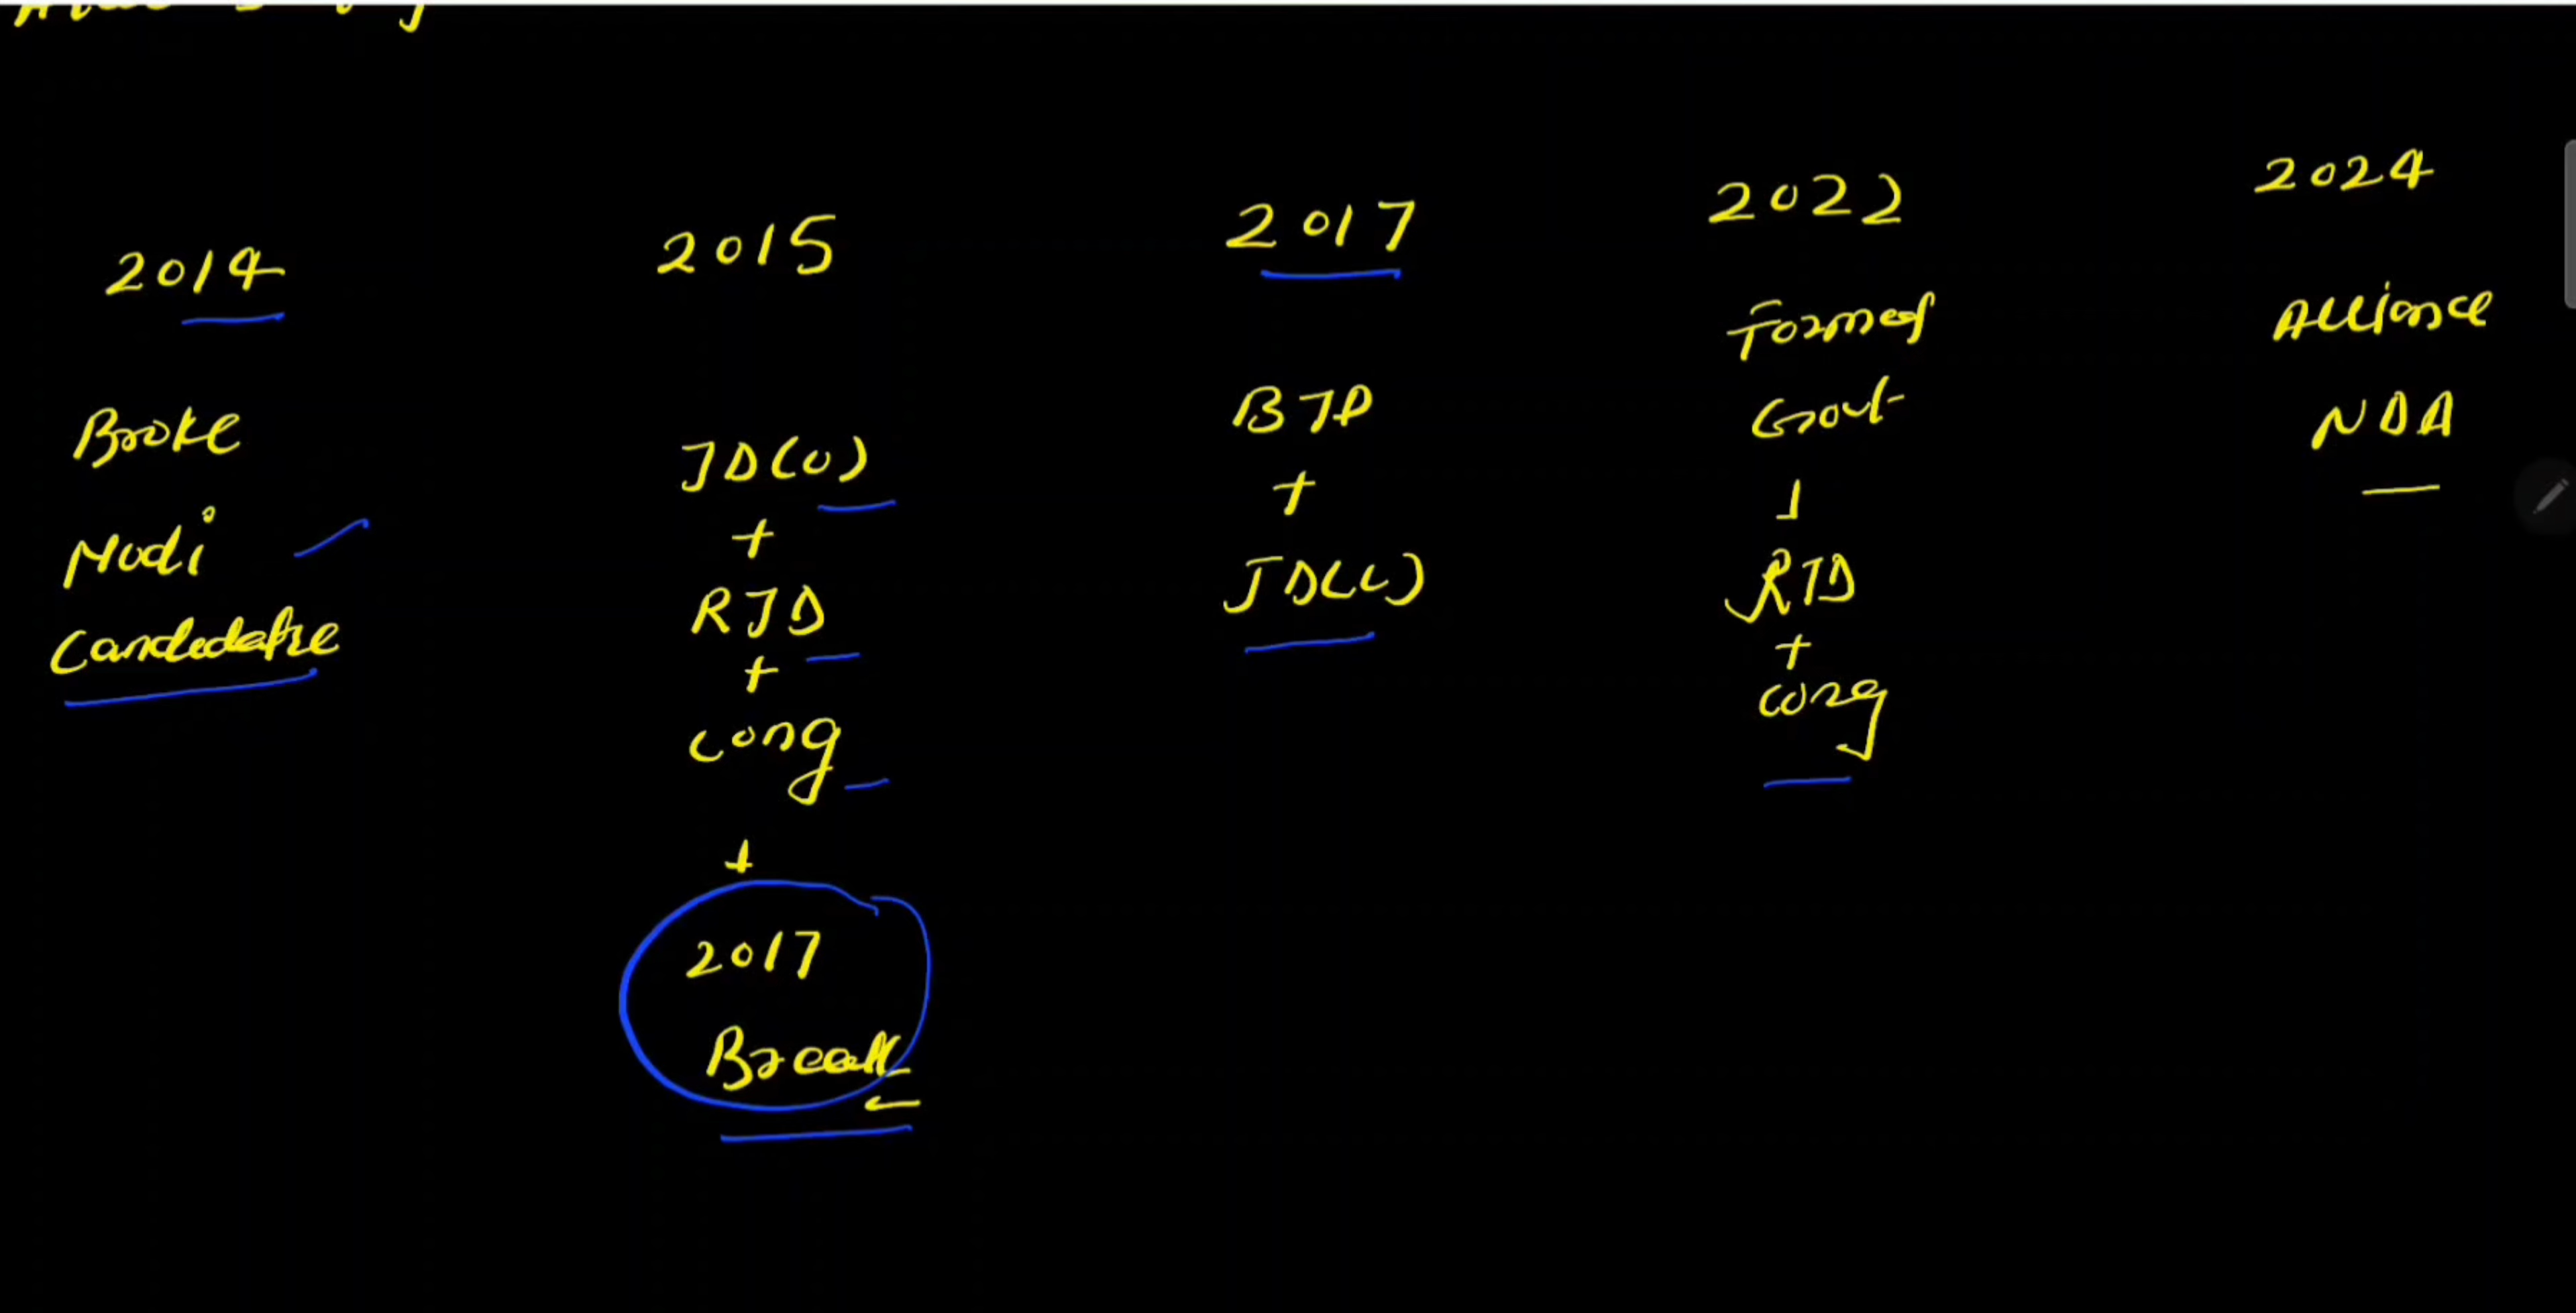 2014
Broke
Modi
Candedatre
2015
JD(U)
+
RJD
+
cong
+
2017
Break
2017
BJP
+
JD(U)
2022
Formed
Govt
RJD
+
cong
2024
Alliance
NDA